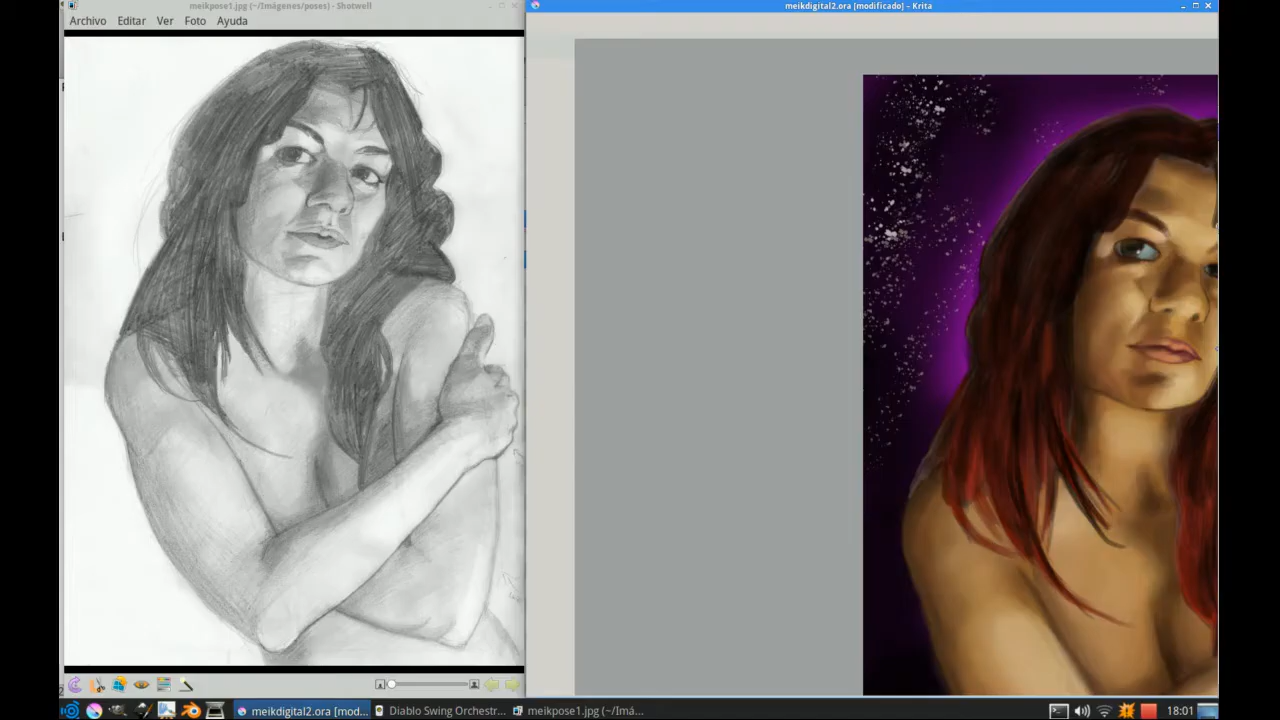 meikpose1.jpg (~/Imágenes/poses) - Shotwell
Archivo Editar Ver Foto Ayuda
meikdigital2.ora [modificado] - Krita
meikdigital2.ora [mod...
Diablo Swing Orchestr...
meikpose1.jpg (~/Imá...
18:01